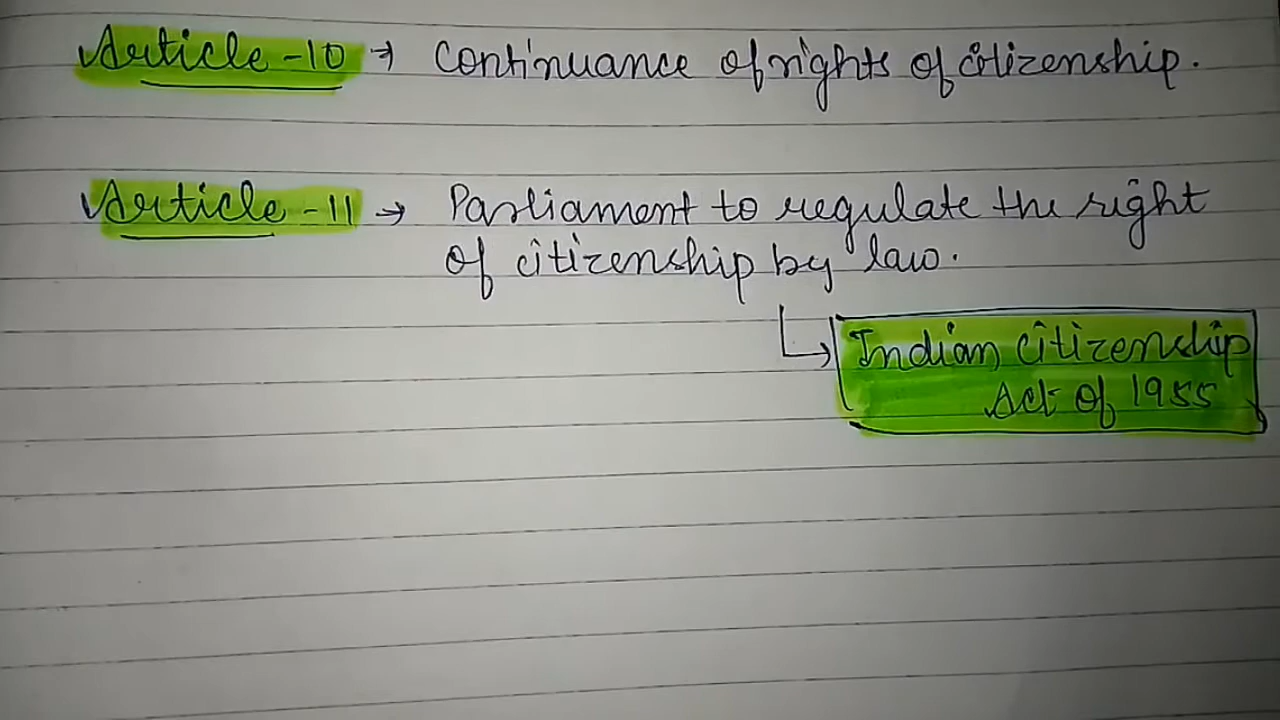 Article -10 → Continuance of rights of citizenship.
Article -11 → Parliament to regulate the right
of citizenship by law.
Indian citizenship
Act of 1955